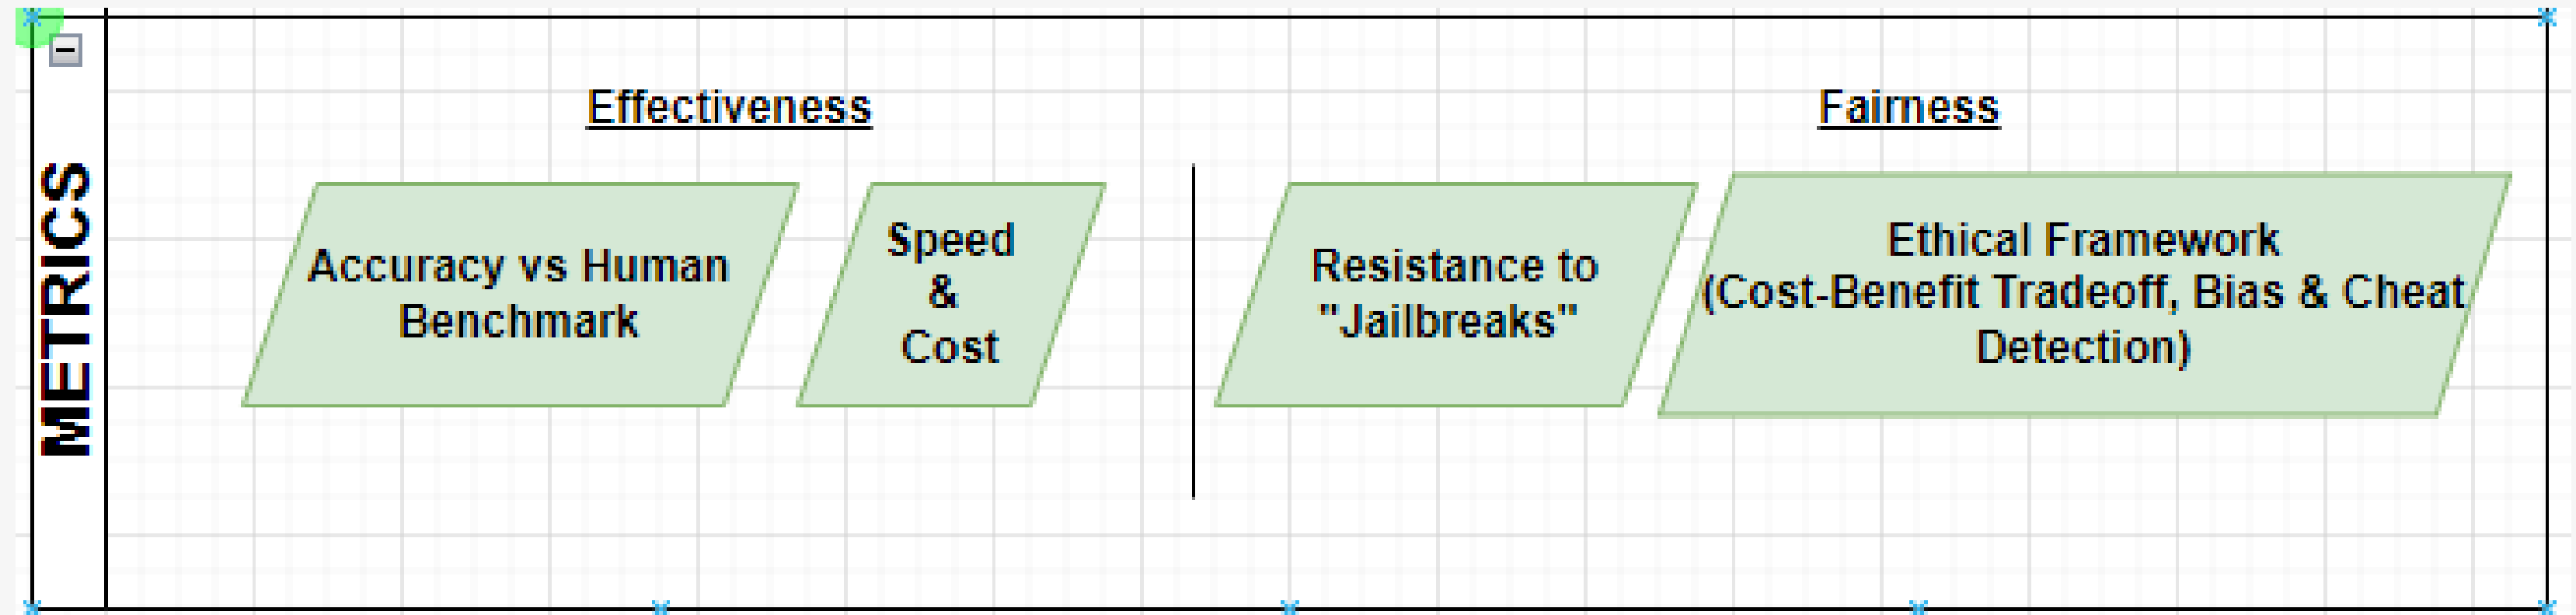 METRICS
Effectiveness
Fairness
Accuracy vs Human
Benchmark
Speed
&
Cost
Resistance to
"Jailbreaks"
Ethical Framework
(Cost-Benefit Tradeoff, Bias & Cheat
Detection)